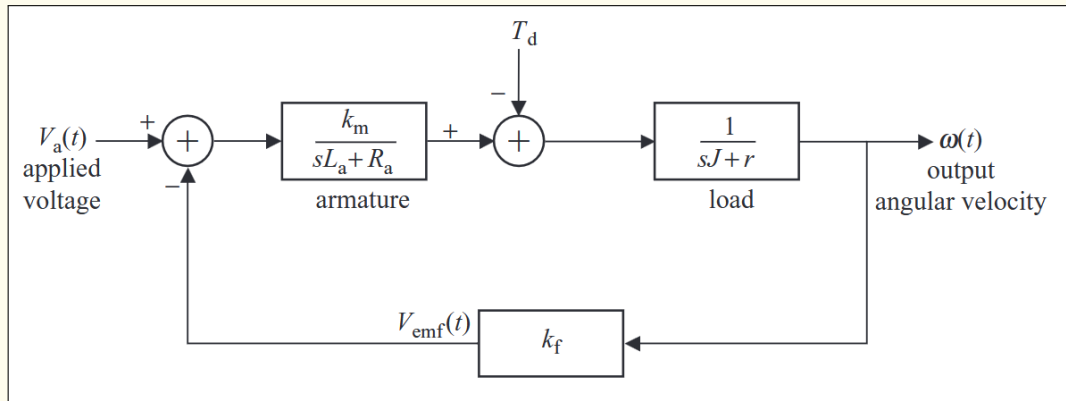 T_d
−
+
V_a(t)
applied
voltage
+
−
k_m
sL_a + R_a
armature
+
+
1
sJ + r
load
ω(t)
output
angular velocity
V_emf(t)
k_f